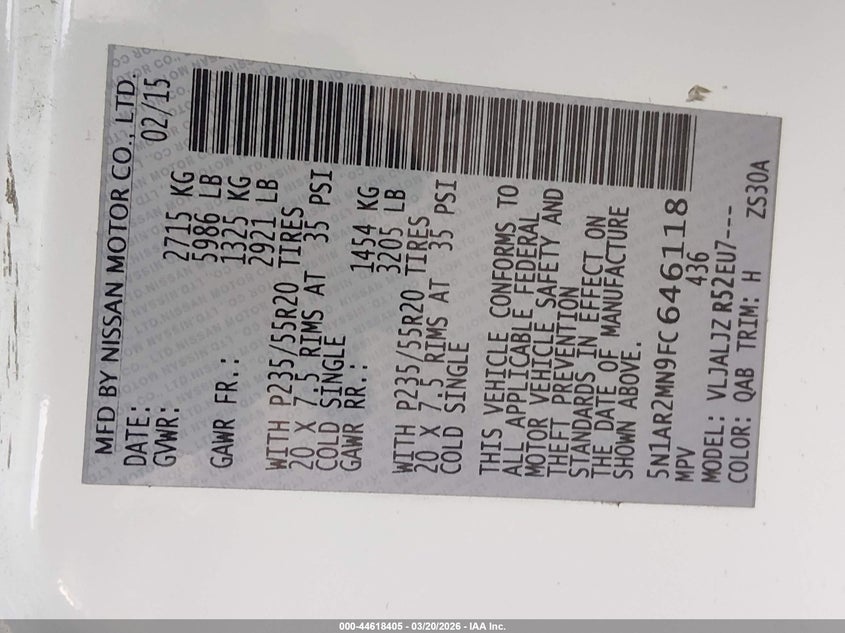 MFD BY NISSAN MOTOR CO., LTD.
DATE: 02/15
GVWR: 2715 KG
5986 LB
GAWR FR.: 1325 KG
2921 LB
WITH P235/55R20 TIRES
20 X 7.5 RIMS AT 35 PSI
COLD SINGLE
GAWR RR.: 1454 KG
3205 LB
WITH P235/55R20 TIRES
20 X 7.5 RIMS AT 35 PSI
COLD SINGLE
THIS VEHICLE CONFORMS TO
ALL APPLICABLE FEDERAL
MOTOR VEHICLE SAFETY AND
THEFT PREVENTION
STANDARDS IN EFFECT ON
THE DATE OF MANUFACTURE
SHOWN ABOVE.
5N1AR2MN9FC646118
MPV 436
MODEL: VLJALJZ R52EU7----
COLOR: QAB TRIM: H ZS30A
000-44618405 - 03/20/2026 - IAA Inc.